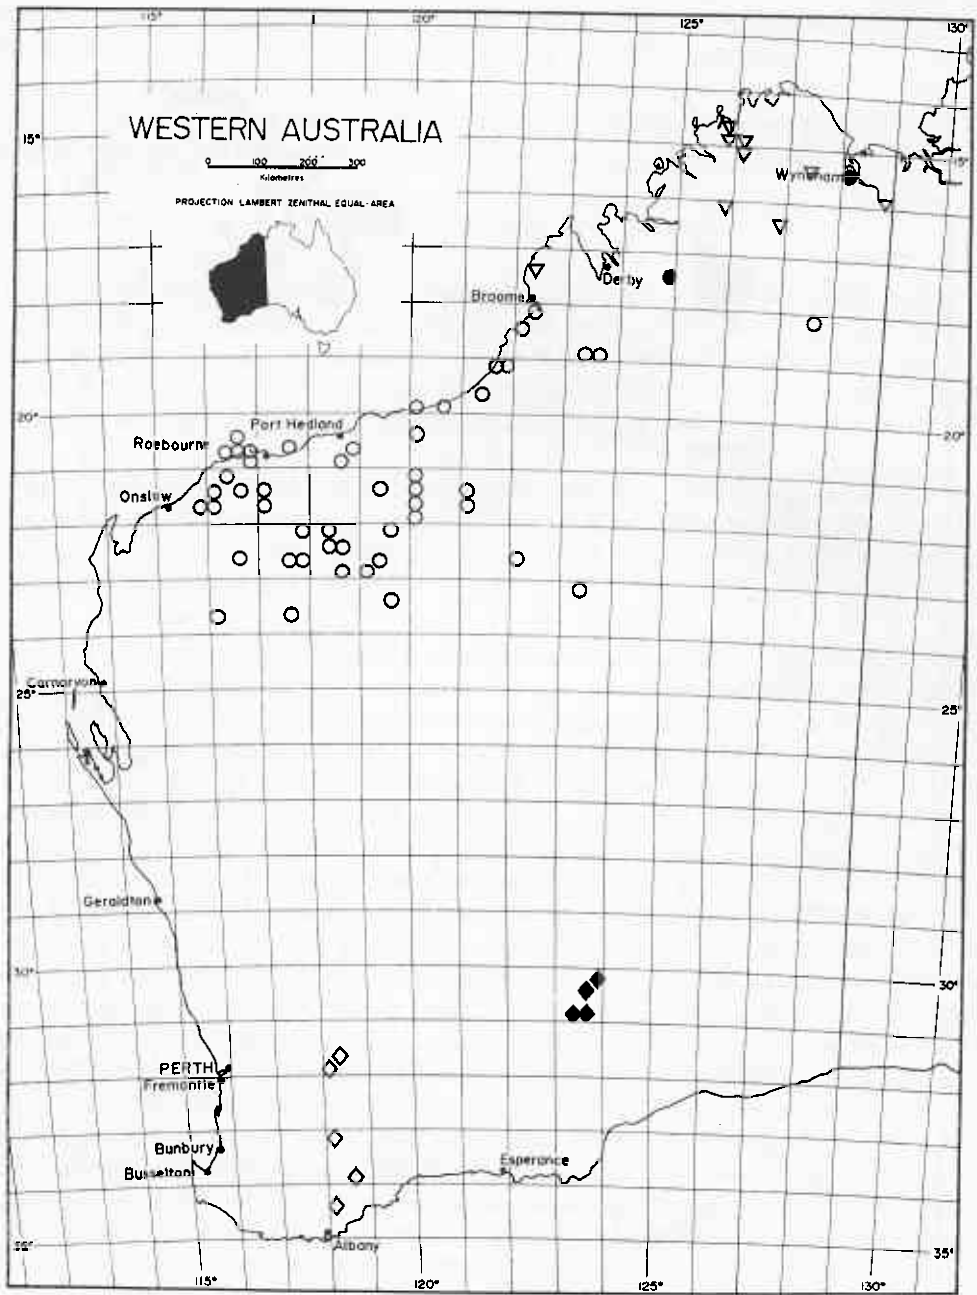 115°
120°
125°
130°
WESTERN AUSTRALIA
0 100 200 300
Kilometres
PROJECTION LAMBERT ZENITHAL EQUAL-AREA
15°
15°
Wyndham
Derby
Broome
20°
Port Hedland
20°
Roebourne
Onslow
Carnarvon
25°
25°
Geraldton
30°
30°
PERTH
Fremantle
Bunbury
Esperance
Busselton
Albany
35°
35°
115°
120°
125°
130°